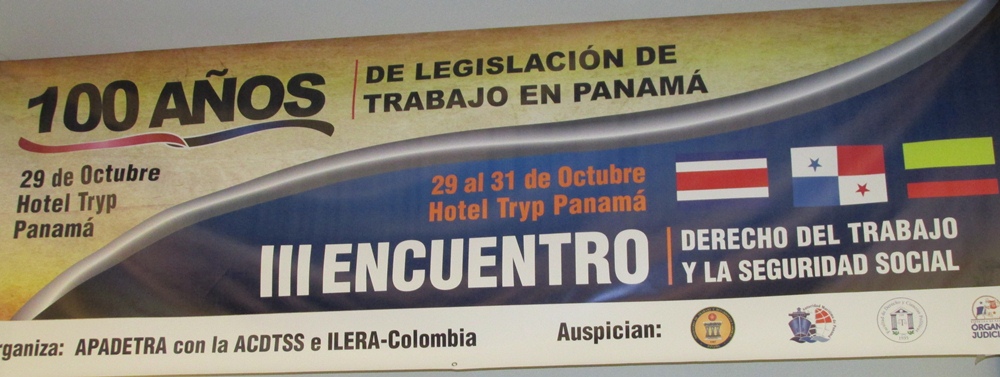 100 AÑOS
DE LEGISLACIÓN DE
TRABAJO EN PANAMÁ
29 de Octubre
Hotel Tryp
Panamá
29 al 31 de Octubre
Hotel Tryp Panamá
III ENCUENTRO
DERECHO DEL TRABAJO
Y LA SEGURIDAD SOCIAL
rganiza: APADETRA con la ACDTSS e ILERA-Colombia
Auspician:
ÓRGAN
JUDICI